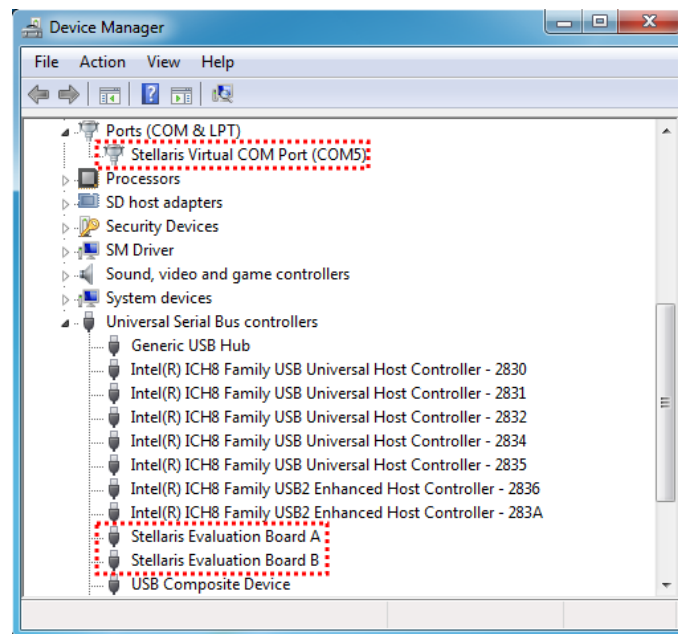 Device Manager
File Action View Help
Ports (COM & LPT)
Stellaris Virtual COM Port (COM5)
Processors
SD host adapters
Security Devices
SM Driver
Sound, video and game controllers
System devices
Universal Serial Bus controllers
Generic USB Hub
Intel(R) ICH8 Family USB Universal Host Controller - 2830
Intel(R) ICH8 Family USB Universal Host Controller - 2831
Intel(R) ICH8 Family USB Universal Host Controller - 2832
Intel(R) ICH8 Family USB Universal Host Controller - 2834
Intel(R) ICH8 Family USB Universal Host Controller - 2835
Intel(R) ICH8 Family USB2 Enhanced Host Controller - 2836
Intel(R) ICH8 Family USB2 Enhanced Host Controller - 283A
Stellaris Evaluation Board A
Stellaris Evaluation Board B
USB Composite Device